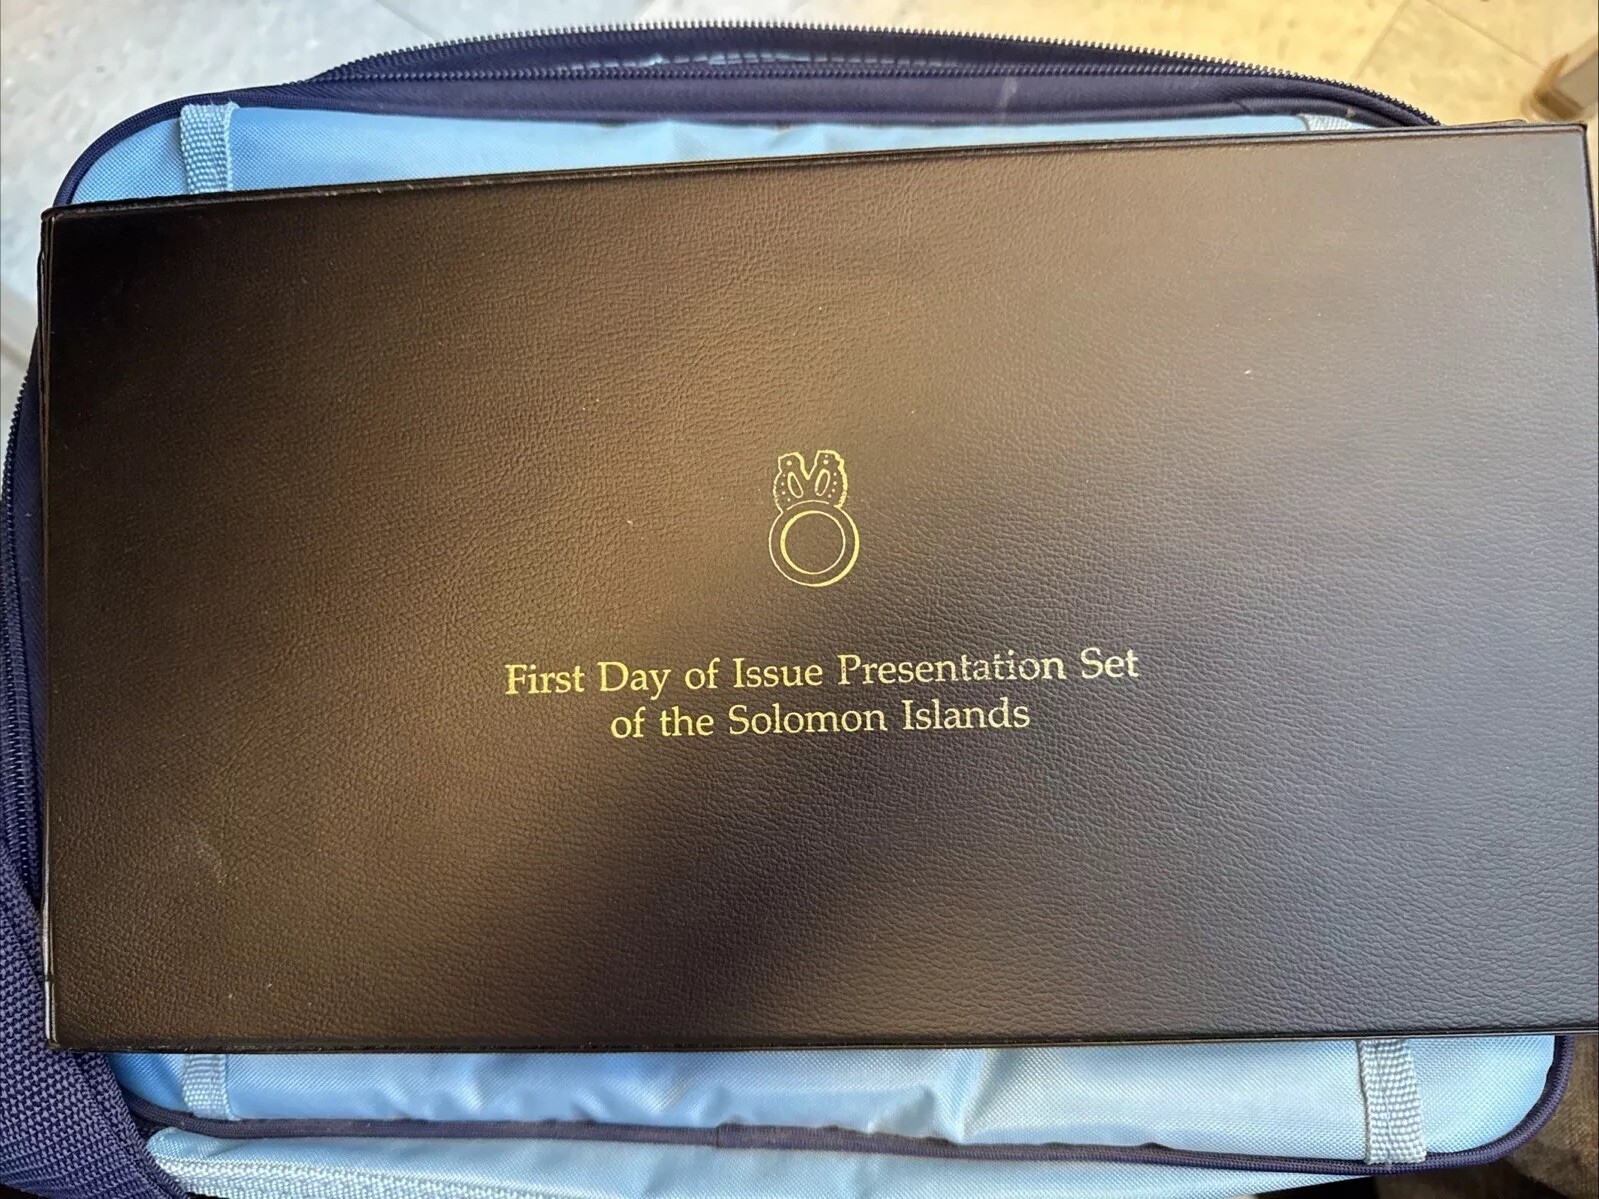 First Day of Issue Presentation Set
of the Solomon Islands